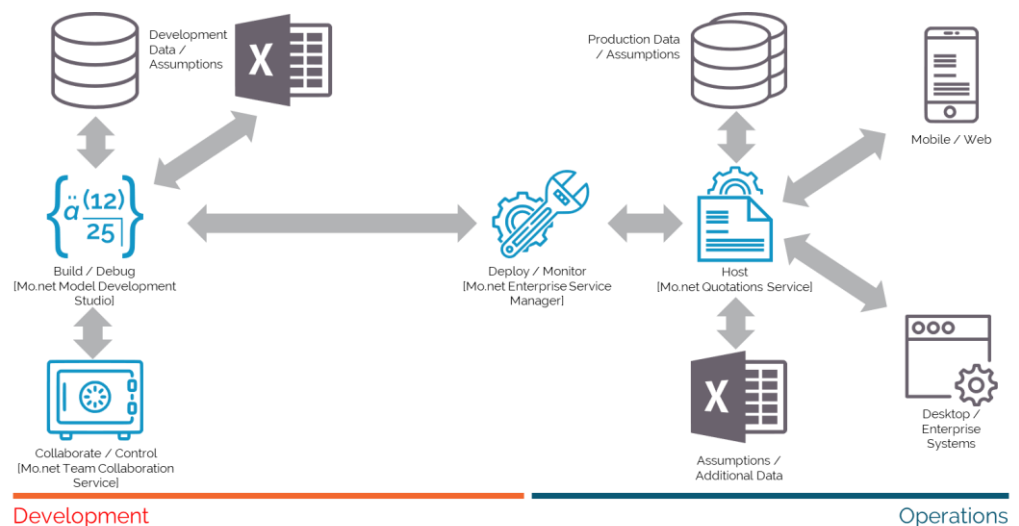 Development
Data /
Assumptions
X
Production Data
/ Assumptions
Mobile / Web
{ä (12)
25}
Build / Debug
[Mo.net Model Development
Studio]
Deploy / Monitor
[Mo.net Enterprise Service
Manager]
Host
[Mo.net Quotations Service]
X
Collaborate / Control
[Mo.net Team Collaboration
Service]
Assumptions /
Additional Data
Desktop /
Enterprise
Systems
Development
Operations